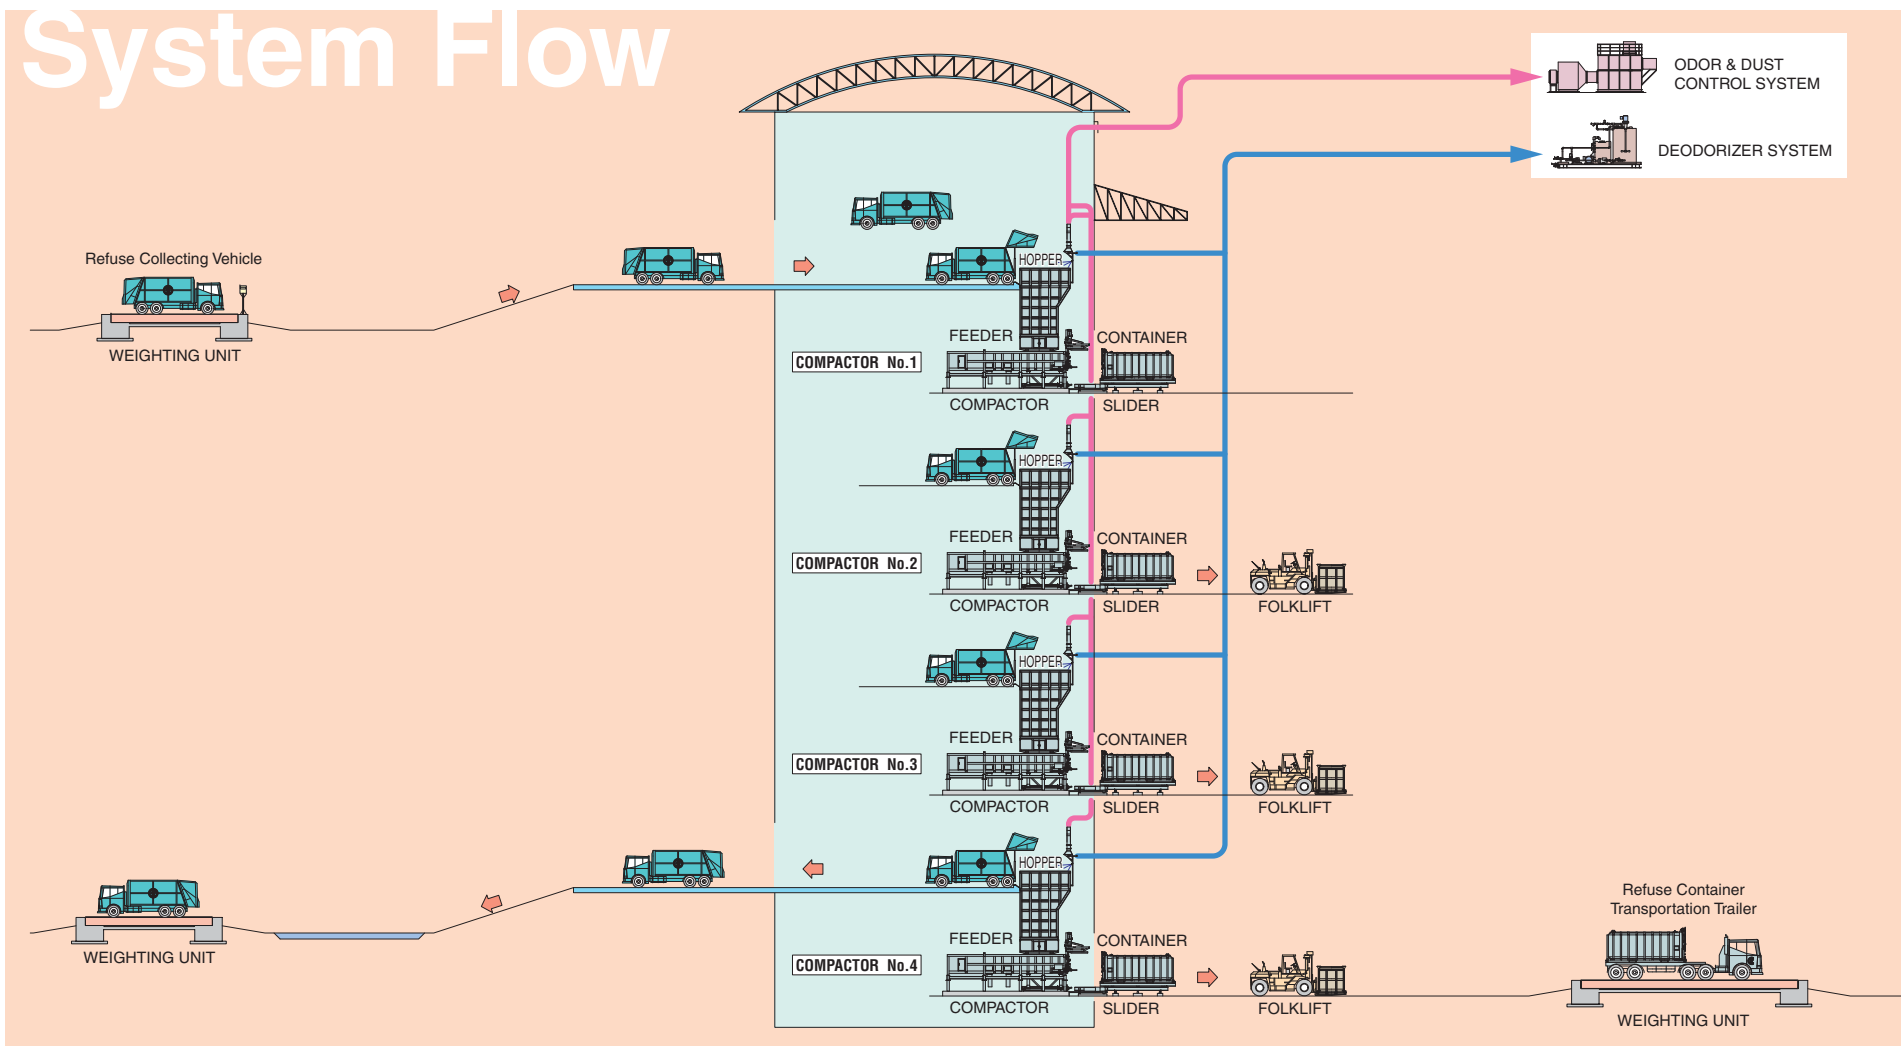 System Flow
ODOR & DUST
CONTROL SYSTEM
DEODORIZER SYSTEM
Refuse Collecting Vehicle
WEIGHTING UNIT
HOPPER
FEEDER
CONTAINER
COMPACTOR No.1
COMPACTOR
SLIDER
HOPPER
FEEDER
CONTAINER
COMPACTOR No.2
COMPACTOR
SLIDER
FOLKLIFT
HOPPER
FEEDER
CONTAINER
COMPACTOR No.3
COMPACTOR
SLIDER
FOLKLIFT
HOPPER
WEIGHTING UNIT
FEEDER
CONTAINER
COMPACTOR No.4
COMPACTOR
SLIDER
FOLKLIFT
Refuse Container
Transportation Trailer
WEIGHTING UNIT